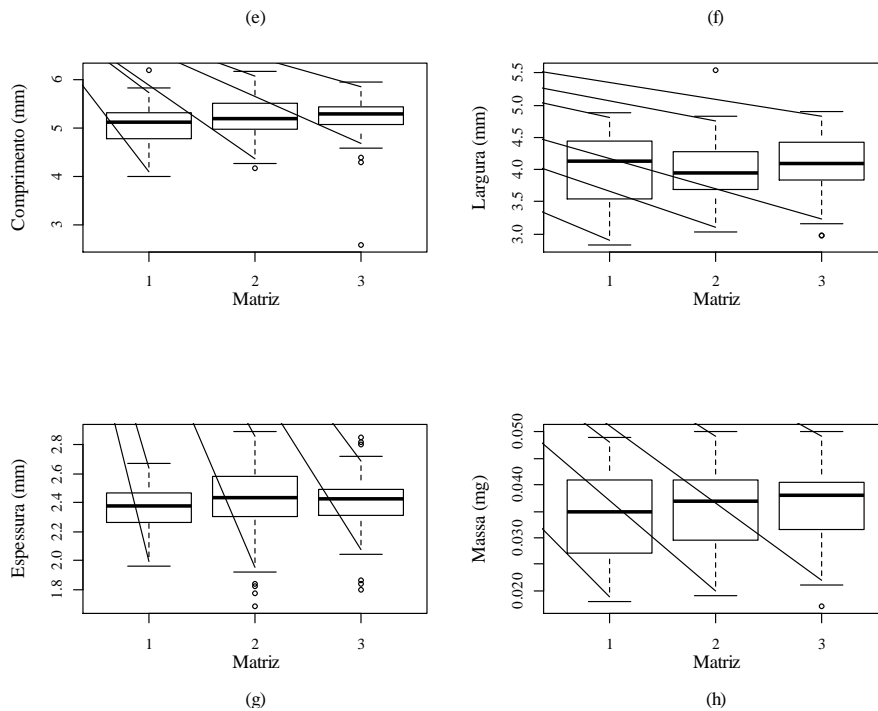 (e)
(f)
Comprimento (mm)
6
5
4
3
1 2 3
Matriz
Largura (mm)
5.5
5.0
4.5
4.0
3.5
3.0
1 2 3
Matriz
Espessura (mm)
2.8
2.6
2.4
2.2
2.0
1.8
1 2 3
Matriz
Massa (mg)
0.050
0.040
0.030
0.020
1 2 3
Matriz
(g)
(h)